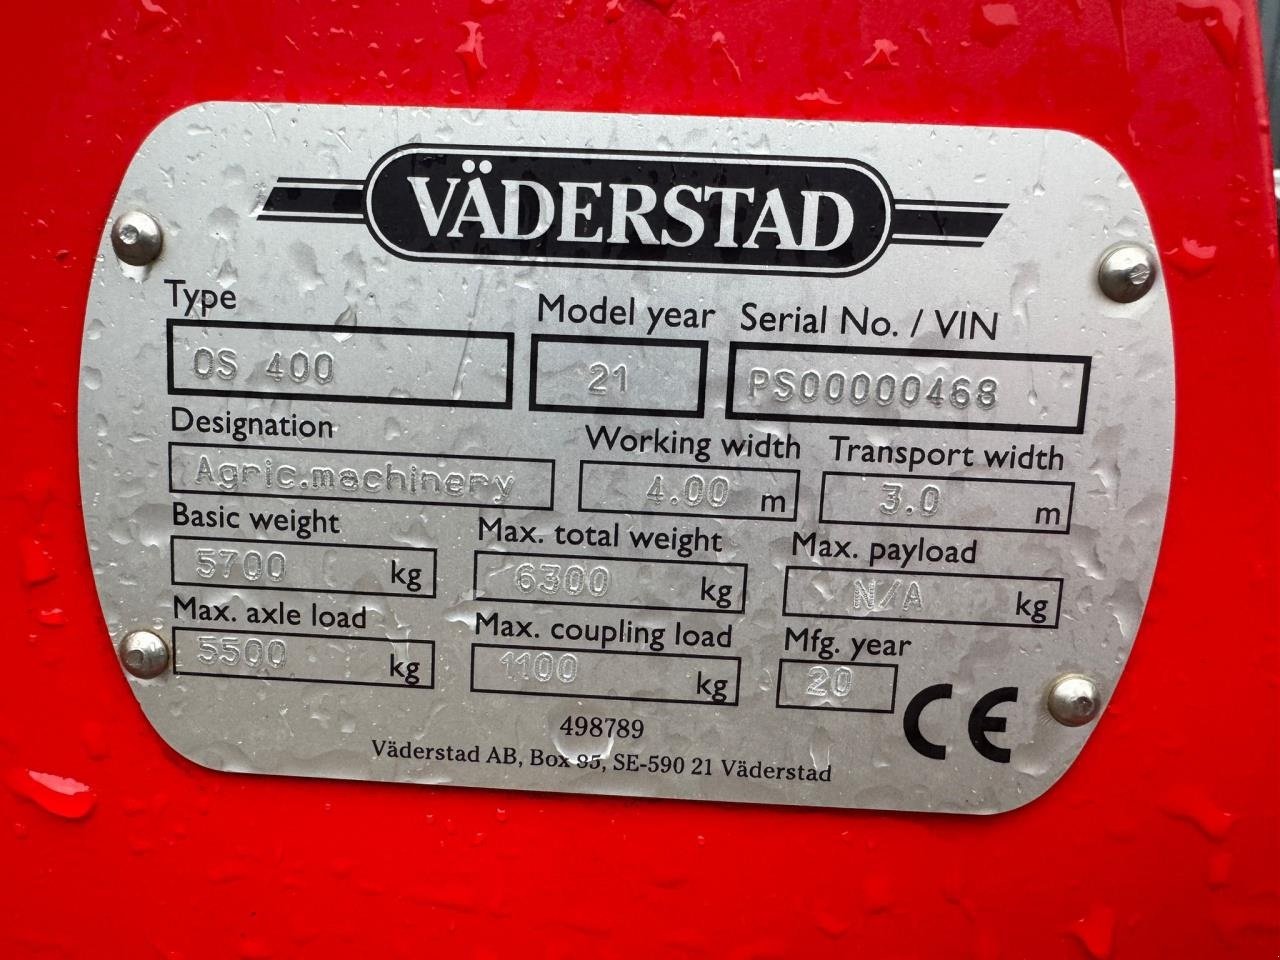 VÄDERSTAD
Type Model year Serial No. / VIN
OS 400 21 PS00000468
Designation Working width Transport width
Agric.machinery 4.00 m 3.0 m
Basic weight Max. total weight Max. payload
5700 kg 6300 kg N/A kg
Max. axle load Max. coupling load Mfg. year
5500 kg 1100 kg 20
CE
498789
Väderstad AB, Box 85, SE-590 21 Väderstad